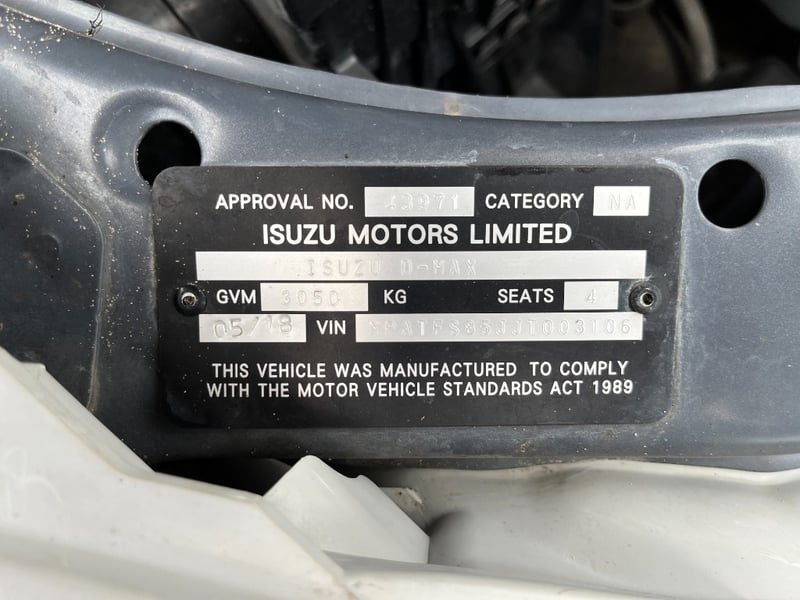 APPROVAL NO. 43971 CATEGORY NA
ISUZU MOTORS LIMITED
ISUZU D-MAX
GVM 3050 KG SEATS 4
05/18 VIN
THIS VEHICLE WAS MANUFACTURED TO COMPLY
WITH THE MOTOR VEHICLE STANDARDS ACT 1989